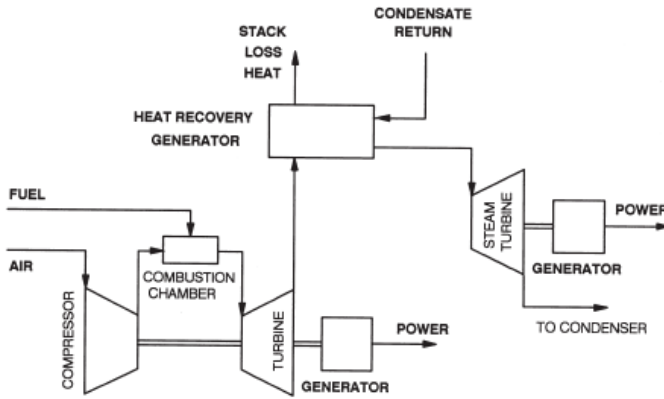 STACK
LOSS
HEAT
CONDENSATE
RETURN
HEAT RECOVERY
GENERATOR
FUEL
AIR
COMBUSTION
CHAMBER
COMPRESSOR
TURBINE
POWER
GENERATOR
STEAM
TURBINE
POWER
GENERATOR
TO CONDENSER